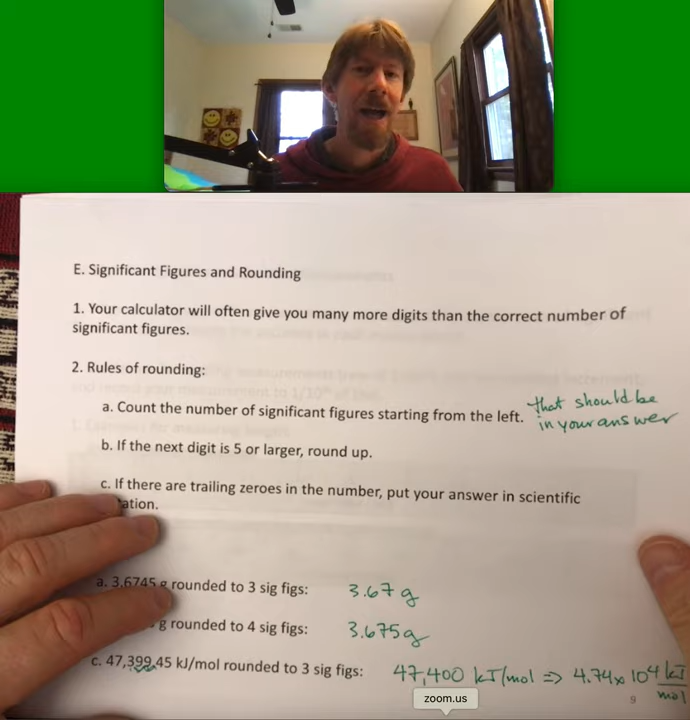 E. Significant Figures and Rounding
1. Your calculator will often give you many more digits than the correct number of
significant figures.
2. Rules of rounding:
a. Count the number of significant figures starting from the left. that should be
in your answer
b. If the next digit is 5 or larger, round up.
c. If there are trailing zeroes in the number, put your answer in scientific
ation.
a. 3.6745 g rounded to 3 sig figs: 3.67 g
g rounded to 4 sig figs: 3.675g
c. 47,399.45 kJ/mol rounded to 3 sig figs: 47,400 kJ/mol => 4.74x 10⁴ kJ/mol
zoom.us
9